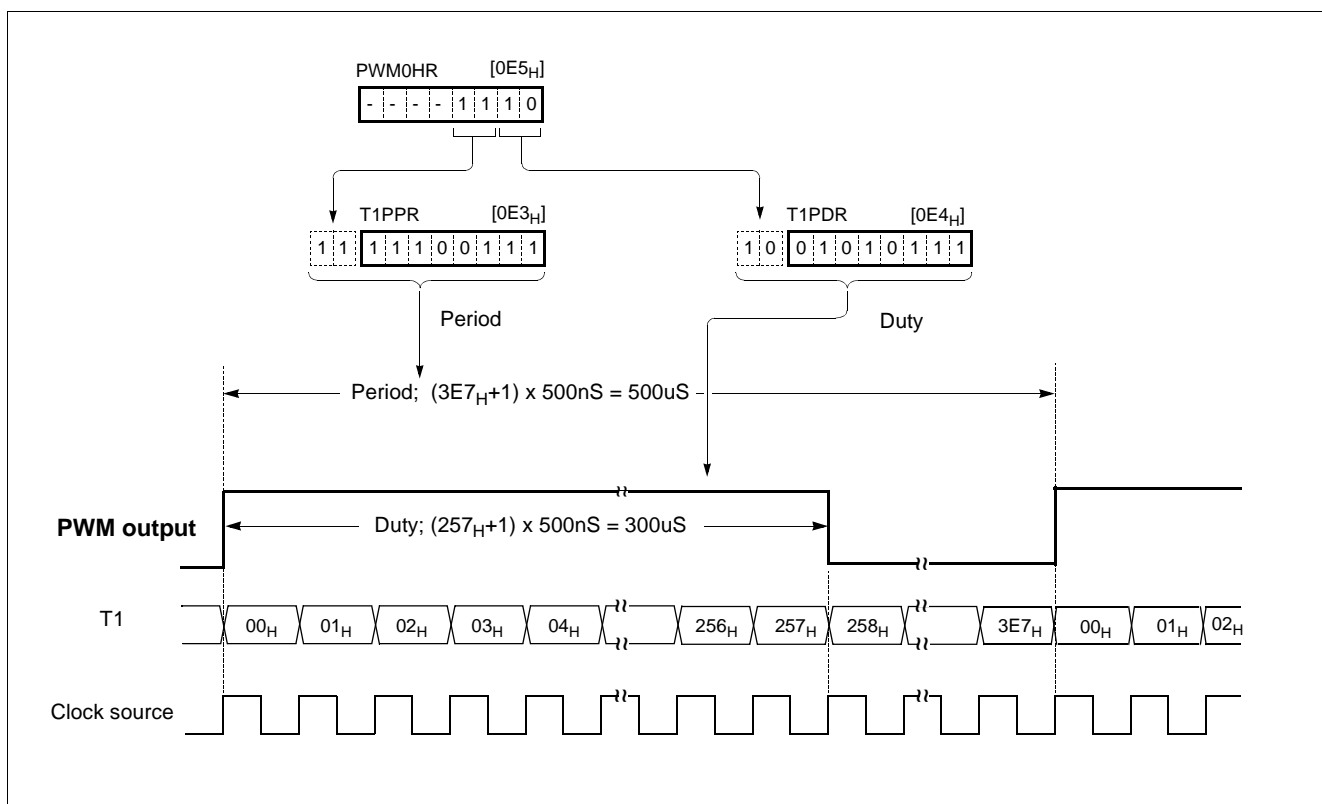 PWM0HR [0E5H]
- - - - 1 1 1 0
T1PPR [0E3H]
1 1 1 1 1 0 0 1 1 1
T1PDR [0E4H]
1 0 0 1 0 1 0 1 1 1
Period
Duty
Period; (3E7H+1) x 500nS = 500uS
PWM output
Duty; (257H+1) x 500nS = 300uS
T1
00H 01H 02H 03H 04H 256H 257H 258H 3E7H 00H 01H 02H
Clock source